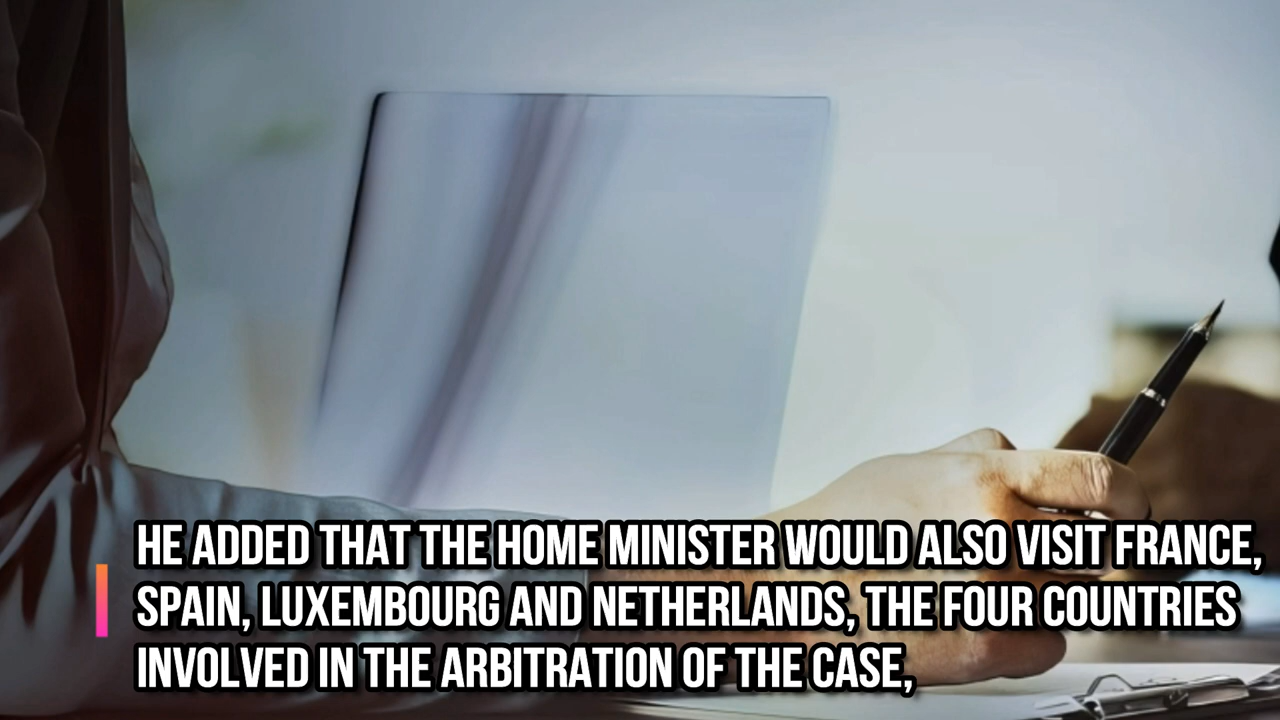 HE ADDED THAT THE HOME MINISTER WOULD ALSO VISIT FRANCE,
SPAIN, LUXEMBOURG AND NETHERLANDS, THE FOUR COUNTRIES
INVOLVED IN THE ARBITRATION OF THE CASE,